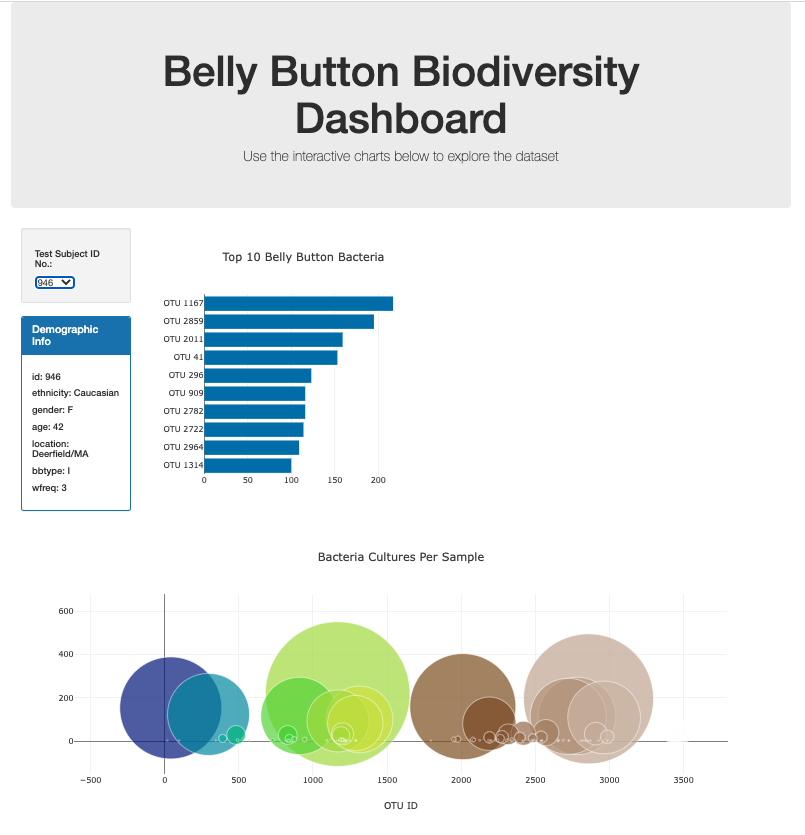 Belly Button Biodiversity
Dashboard
Use the interactive charts below to explore the dataset
Test Subject ID
No.:
946
Demographic
Info
id: 946
ethnicity: Caucasian
gender: F
age: 42
location:
Deerfield/MA
bbtype: I
wfreq: 3
Top 10 Belly Button Bacteria
OTU 1167
OTU 2859
OTU 2011
OTU 41
OTU 296
OTU 909
OTU 2782
OTU 2722
OTU 2964
OTU 1314
0 50 100 150 200
Bacteria Cultures Per Sample
600
400
200
0
−500 0 500 1000 1500 2000 2500 3000 3500
OTU ID